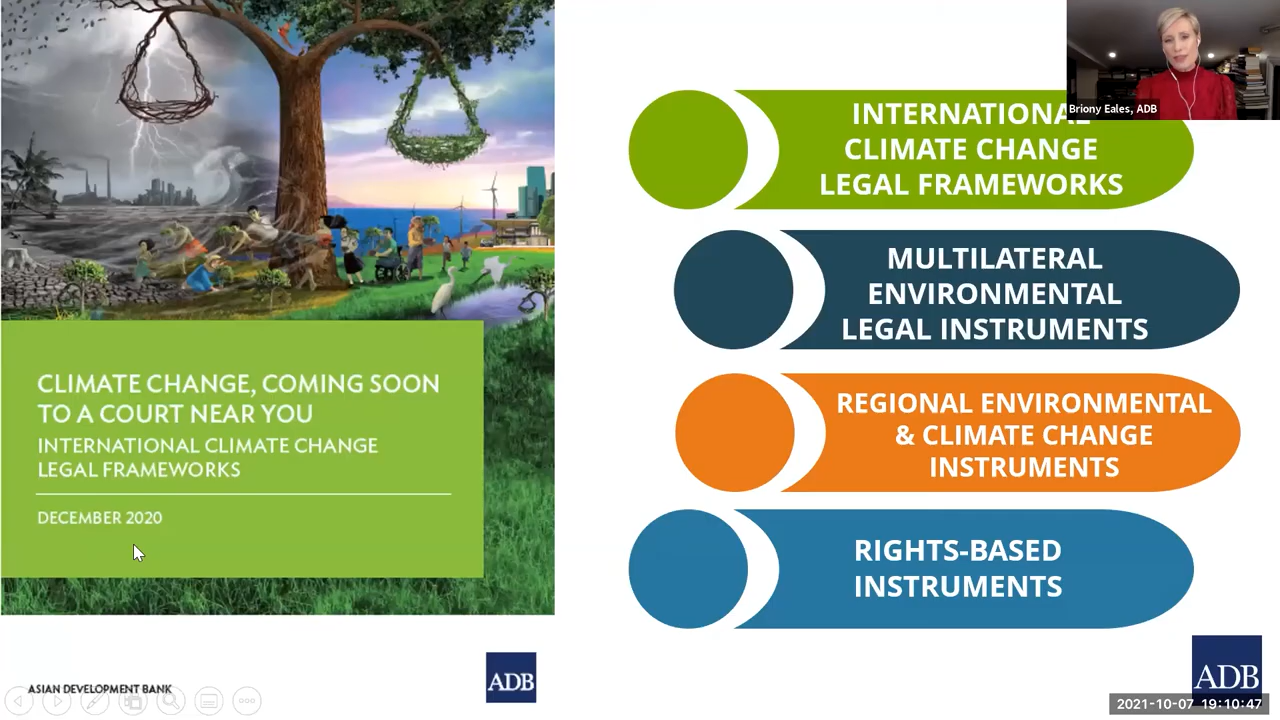 CLIMATE CHANGE, COMING SOON
TO A COURT NEAR YOU
INTERNATIONAL CLIMATE CHANGE
LEGAL FRAMEWORKS
DECEMBER 2020
ASIAN DEVELOPMENT BANK
ADB
INTERNATIONAL
CLIMATE CHANGE
LEGAL FRAMEWORKS
MULTILATERAL
ENVIRONMENTAL
LEGAL INSTRUMENTS
REGIONAL ENVIRONMENTAL
& CLIMATE CHANGE
INSTRUMENTS
RIGHTS-BASED
INSTRUMENTS
Briony Eales, ADB
ADB
2021-10-07 19:10:47